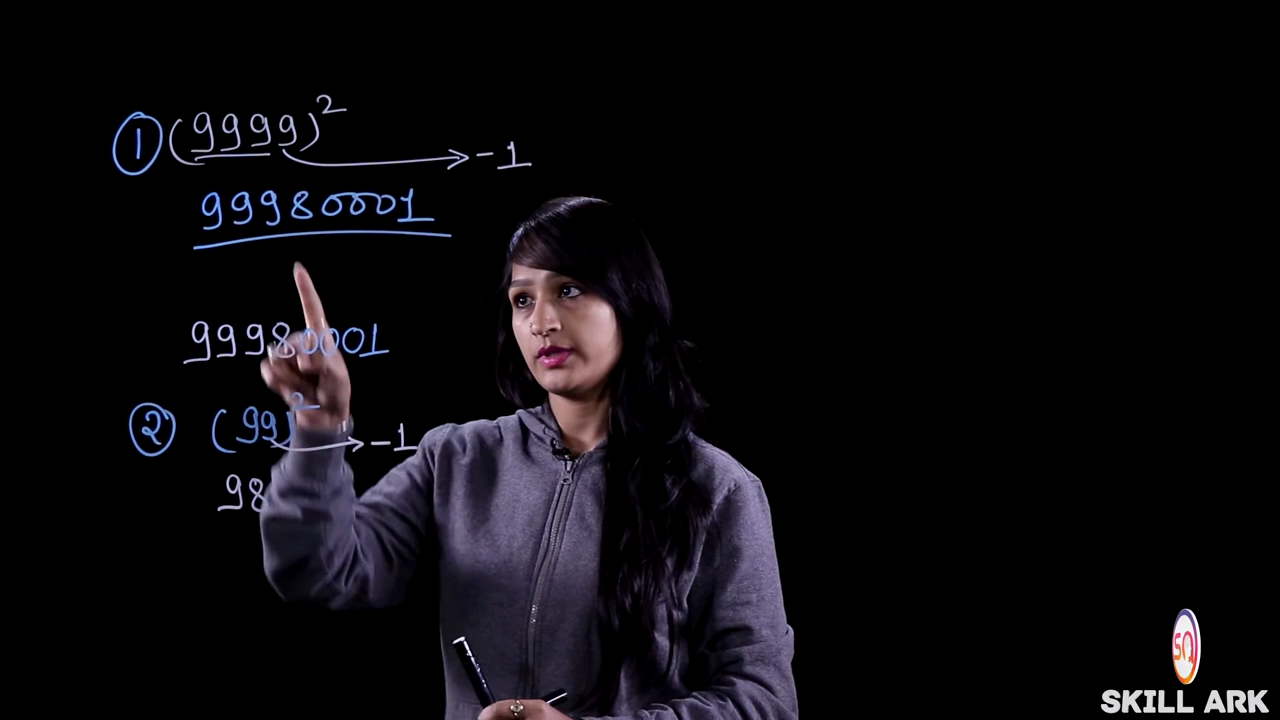 ① (9999)² → -1
99980001
99980001
② (99)² → -1
98
SKILL ARK